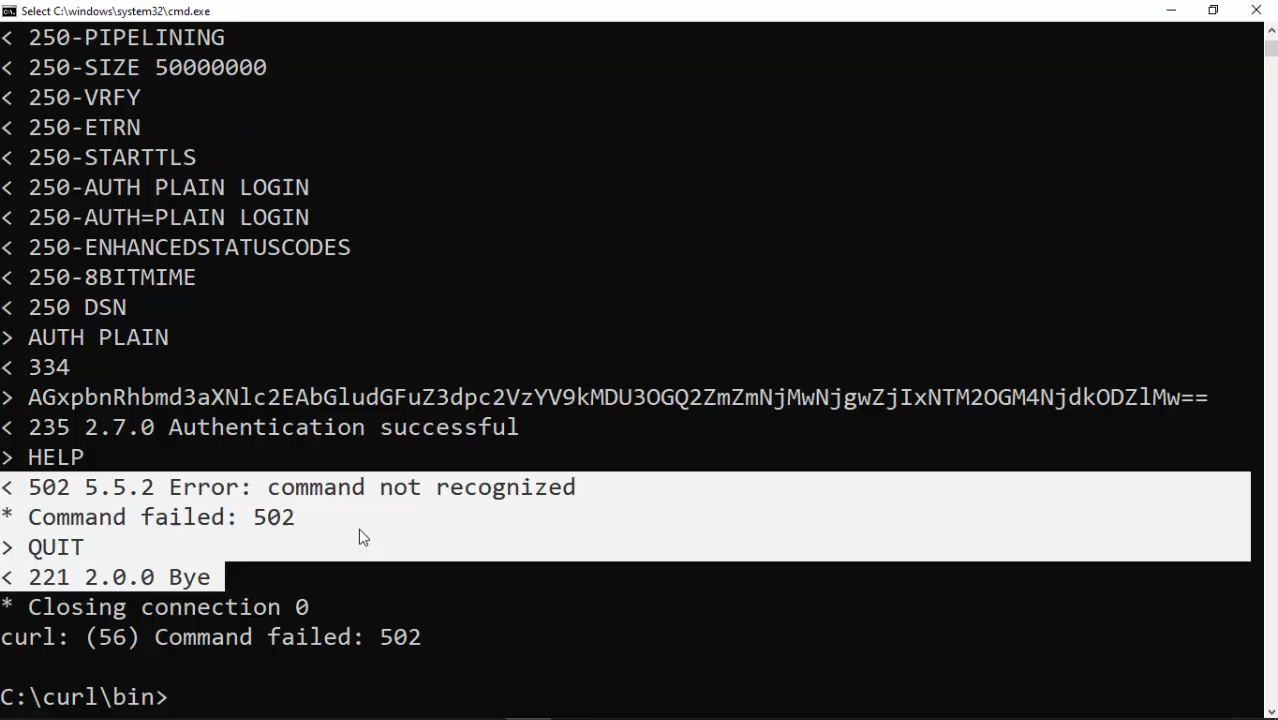 Select C:\windows\system32\cmd.exe
< 250-PIPELINING
< 250-SIZE 50000000
< 250-VRFY
< 250-ETRN
< 250-STARTTLS
< 250-AUTH PLAIN LOGIN
< 250-AUTH=PLAIN LOGIN
< 250-ENHANCEDSTATUSCODES
< 250-8BITMIME
< 250 DSN
> AUTH PLAIN
< 334
> AGxpbnRhbmd3aXNlc2EAbGludGFuZ3dpc2VzYV9kMDU3OGQ2ZmZmNjMwNjgwZjIxNTM2OGM4NjdkODZlMw==
< 235 2.7.0 Authentication successful
> HELP
< 502 5.5.2 Error: command not recognized
* Command failed: 502
> QUIT
< 221 2.0.0 Bye
* Closing connection 0
curl: (56) Command failed: 502
C:\curl\bin>